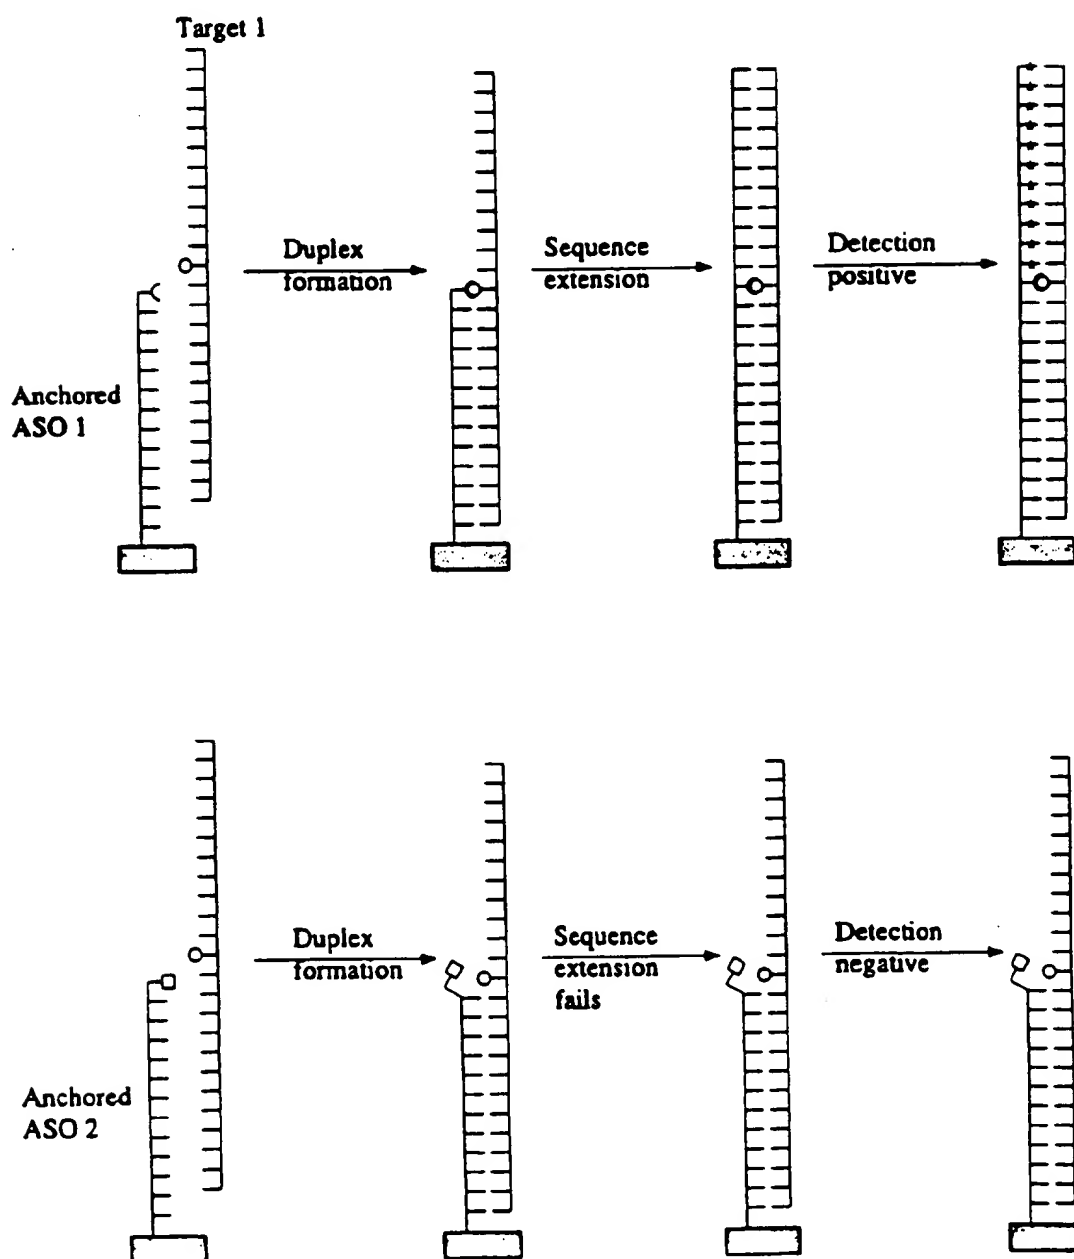 Target 1
Duplex
formation
Sequence
extension
Detection
positive
Anchored
ASO 1
Duplex
formation
Sequence
extension
fails
Detection
negative
Anchored
ASO 2